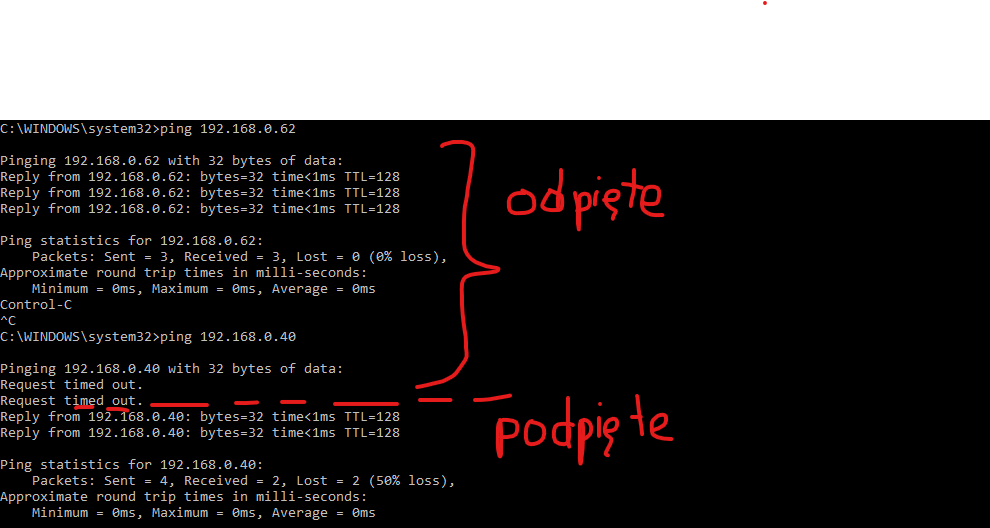 C:\WINDOWS\system32>ping 192.168.0.62
Pinging 192.168.0.62 with 32 bytes of data:
Reply from 192.168.0.62: bytes=32 time<1ms TTL=128
Reply from 192.168.0.62: bytes=32 time<1ms TTL=128
odpięte
Reply from 192.168.0.62: bytes=32 time<1ms TTL=128
Ping statistics for 192.168.0.62:
Packets: Sent = 3, Received = 3, Lost = 0 (0% loss),
Approximate round trip times in milli-seconds:
Minimum = 0ms, Maximum = 0ms, Average = 0ms
Control-C
^C
C:\WINDOWS\system32>ping 192.168.0.40
Pinging 192.168.0.40 with 32 bytes of data:
Request timed out.
Request timed out.
Reply from 192.168.0.40: bytes=32 time<1ms TTL=128
Reply from 192.168.0.40: bytes=32 time<1ms TTL=128
podpięte
Ping statistics for 192.168.0.40:
Packets: Sent = 4, Received = 2, Lost = 2 (50% loss),
Approximate round trip times in milli-seconds:
Minimum = 0ms, Maximum = 0ms, Average = 0ms